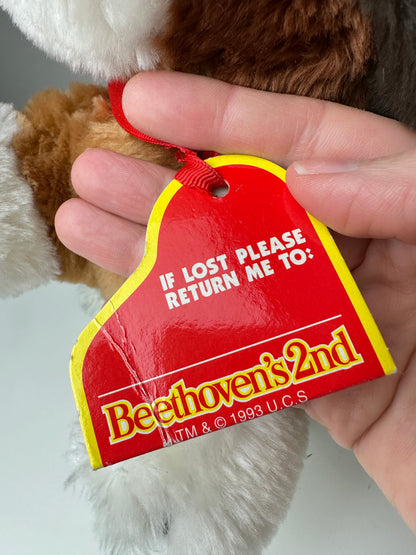 IF LOST PLEASE
RETURN ME TO:
Beethoven's 2nd
TM & © 1993 U.C.S